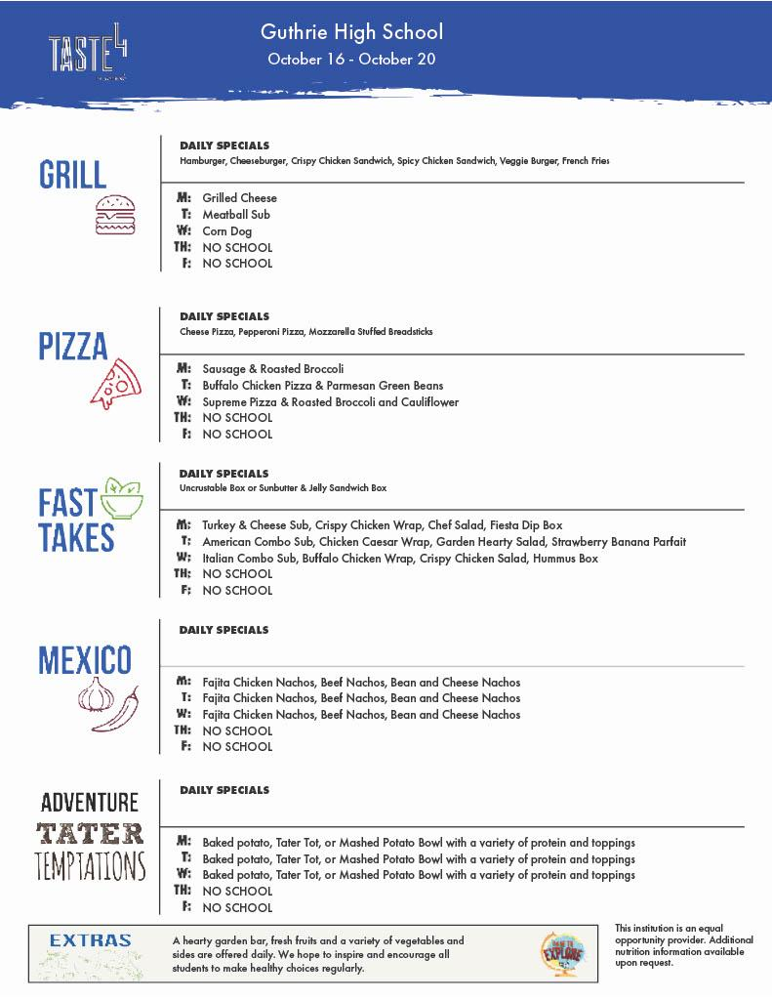 TASTE4
Guthrie High School
October 16 - October 20
GRILL
DAILY SPECIALS
Hamburger, Cheeseburger, Crispy Chicken Sandwich, Spicy Chicken Sandwich, Veggie Burger, French Fries
M: Grilled Cheese
T: Meatball Sub
W: Corn Dog
TH: NO SCHOOL
F: NO SCHOOL
PIZZA
DAILY SPECIALS
Cheese Pizza, Pepperoni Pizza, Mozzarella Stuffed Breadsticks
M: Sausage & Roasted Broccoli
T: Buffalo Chicken Pizza & Parmesan Green Beans
W: Supreme Pizza & Roasted Broccoli and Cauliflower
TH: NO SCHOOL
F: NO SCHOOL
FAST
TAKES
DAILY SPECIALS
Uncrustable Box or Sunbutter & Jelly Sandwich Box
M: Turkey & Cheese Sub, Crispy Chicken Wrap, Chef Salad, Fiesta Dip Box
T: American Combo Sub, Chicken Caesar Wrap, Garden Hearty Salad, Strawberry Banana Parfait
W: Italian Combo Sub, Buffalo Chicken Wrap, Crispy Chicken Salad, Hummus Box
TH: NO SCHOOL
F: NO SCHOOL
MEXICO
DAILY SPECIALS
M: Fajita Chicken Nachos, Beef Nachos, Bean and Cheese Nachos
T: Fajita Chicken Nachos, Beef Nachos, Bean and Cheese Nachos
W: Fajita Chicken Nachos, Beef Nachos, Bean and Cheese Nachos
TH: NO SCHOOL
F: NO SCHOOL
ADVENTURE
TATER
TEMPTATIONS
DAILY SPECIALS
M: Baked potato, Tater Tot, or Mashed Potato Bowl with a variety of protein and toppings
T: Baked potato, Tater Tot, or Mashed Potato Bowl with a variety of protein and toppings
W: Baked potato, Tater Tot, or Mashed Potato Bowl with a variety of protein and toppings
TH: NO SCHOOL
F: NO SCHOOL
EXTRAS
A hearty garden bar, fresh fruits and a variety of vegetables and
sides are offered daily. We hope to inspire and encourage all
students to make healthy choices regularly.
EXPLORE
This institution is an equal
opportunity provider. Additional
nutrition information available
upon request.